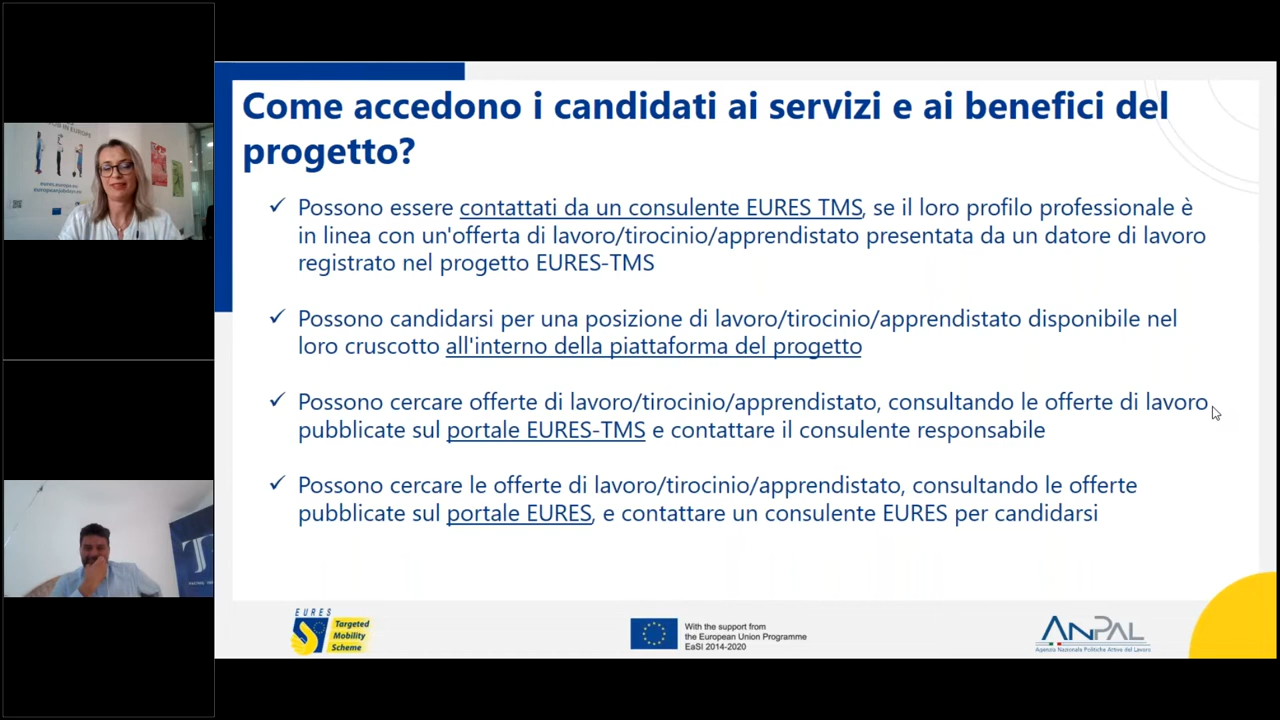 Come accedono i candidati ai servizi e ai benefici del
progetto?
✓ Possono essere contattati da un consulente EURES TMS, se il loro profilo professionale è
in linea con un'offerta di lavoro/tirocinio/apprendistato presentata da un datore di lavoro
registrato nel progetto EURES-TMS
✓ Possono candidarsi per una posizione di lavoro/tirocinio/apprendistato disponibile nel
loro cruscotto all'interno della piattaforma del progetto
✓ Possono cercare offerte di lavoro/tirocinio/apprendistato, consultando le offerte di lavoro
pubblicate sul portale EURES-TMS e contattare il consulente responsabile
✓ Possono cercare le offerte di lavoro/tirocinio/apprendistato, consultando le offerte
pubblicate sul portale EURES, e contattare un consulente EURES per candidarsi
EURES
Targeted
Mobility
Scheme
With the support from
the European Union Programme
EaSI 2014-2020
ANPAL
Agenzia Nazionale Politiche Attive del Lavoro
IN EUROPE
eures.europa.eu